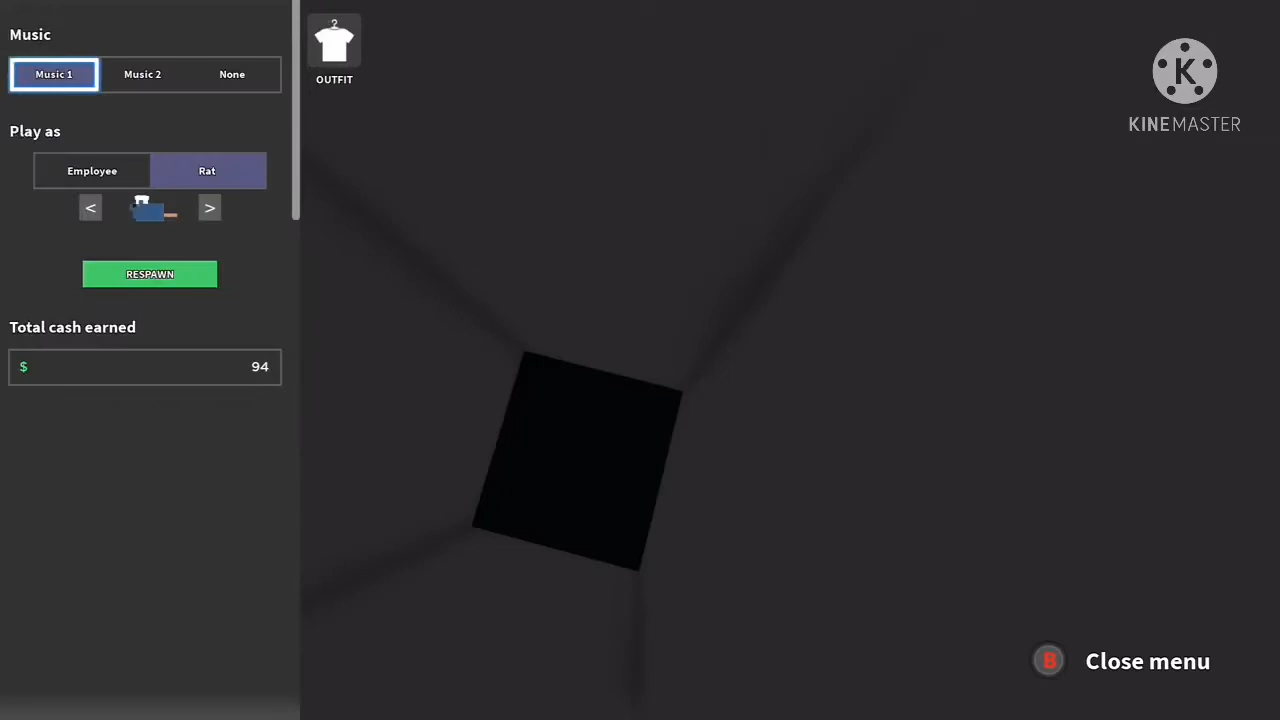 Music
Music 1 Music 2 None
Play as
Employee Rat
< >
RESPAWN
Total cash earned
$ 94
?
OUTFIT
K
KINEMASTER
B Close menu